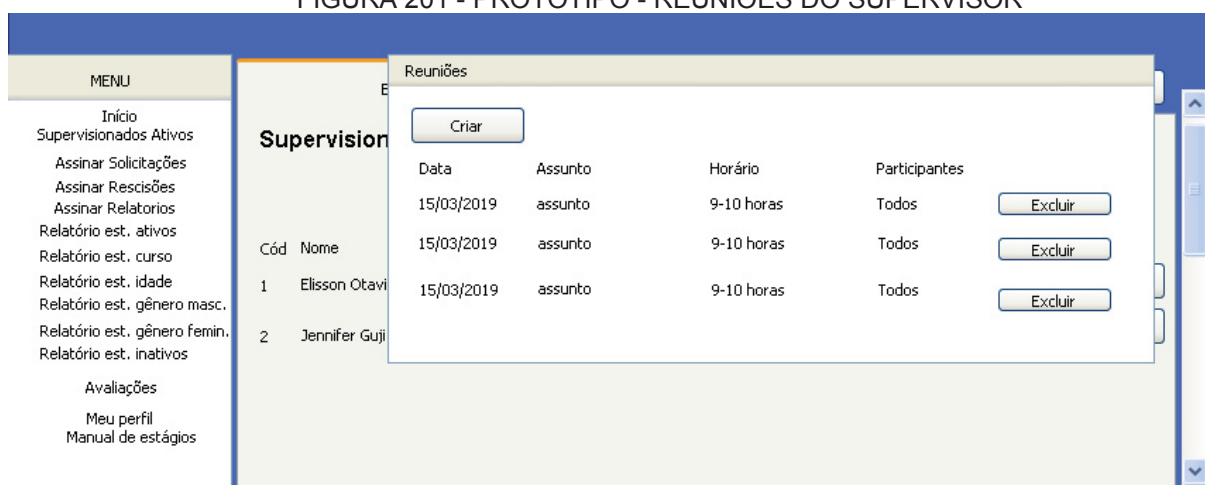 FIGURA 201 - PROTÓTIPO - REUNIÕES DO SUPERVISOR
MENU
Início
Supervisionados Ativos
Assinar Solicitações
Assinar Rescisões
Assinar Relatorios
Relatório est. ativos
Relatório est. curso
Relatório est. idade
Relatório est. gênero masc.
Relatório est. gênero femin.
Relatório est. inativos
Avaliações
Meu perfil
Manual de estágios
E
Supervision
Cód Nome
1 Elisson Otavi
2 Jennifer Guji
Reuniões
Criar
Data Assunto Horário Participantes
15/03/2019 assunto 9-10 horas Todos Excluir
15/03/2019 assunto 9-10 horas Todos Excluir
15/03/2019 assunto 9-10 horas Todos Excluir